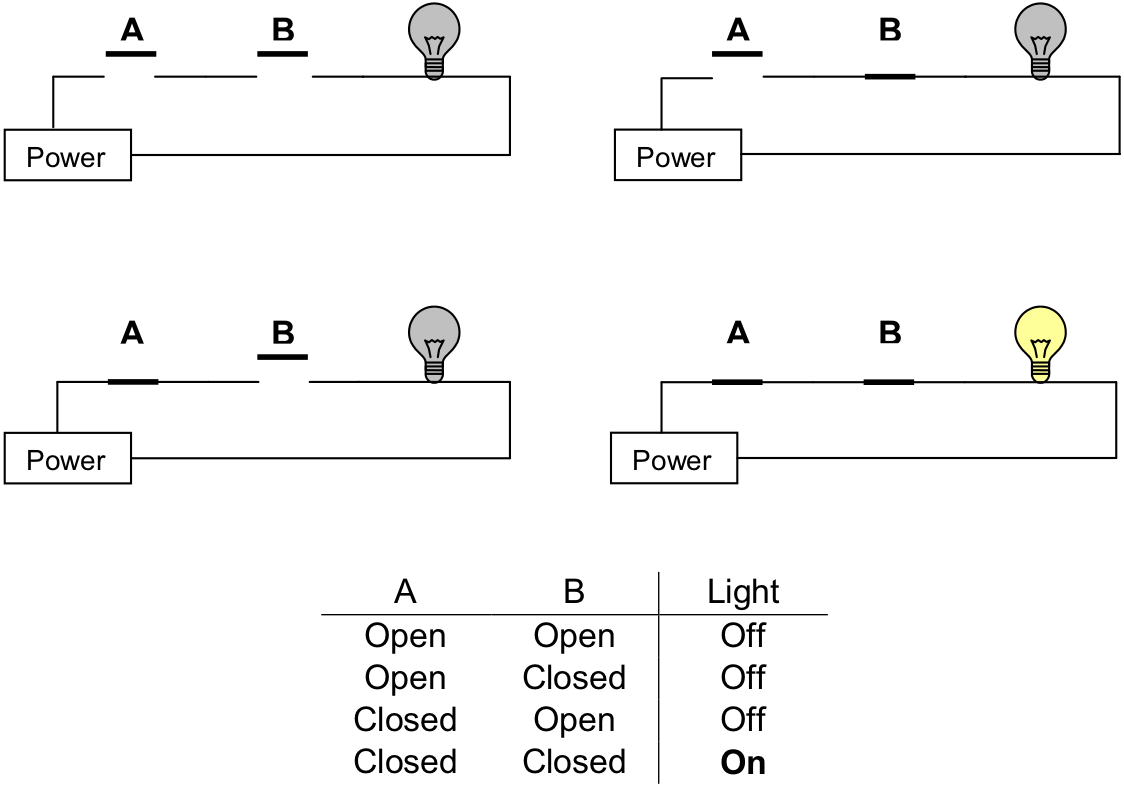 A B A B
Power Power
A B A B
Power Power
A B Light
Open Open Off
Open Closed Off
Closed Open Off
Closed Closed On